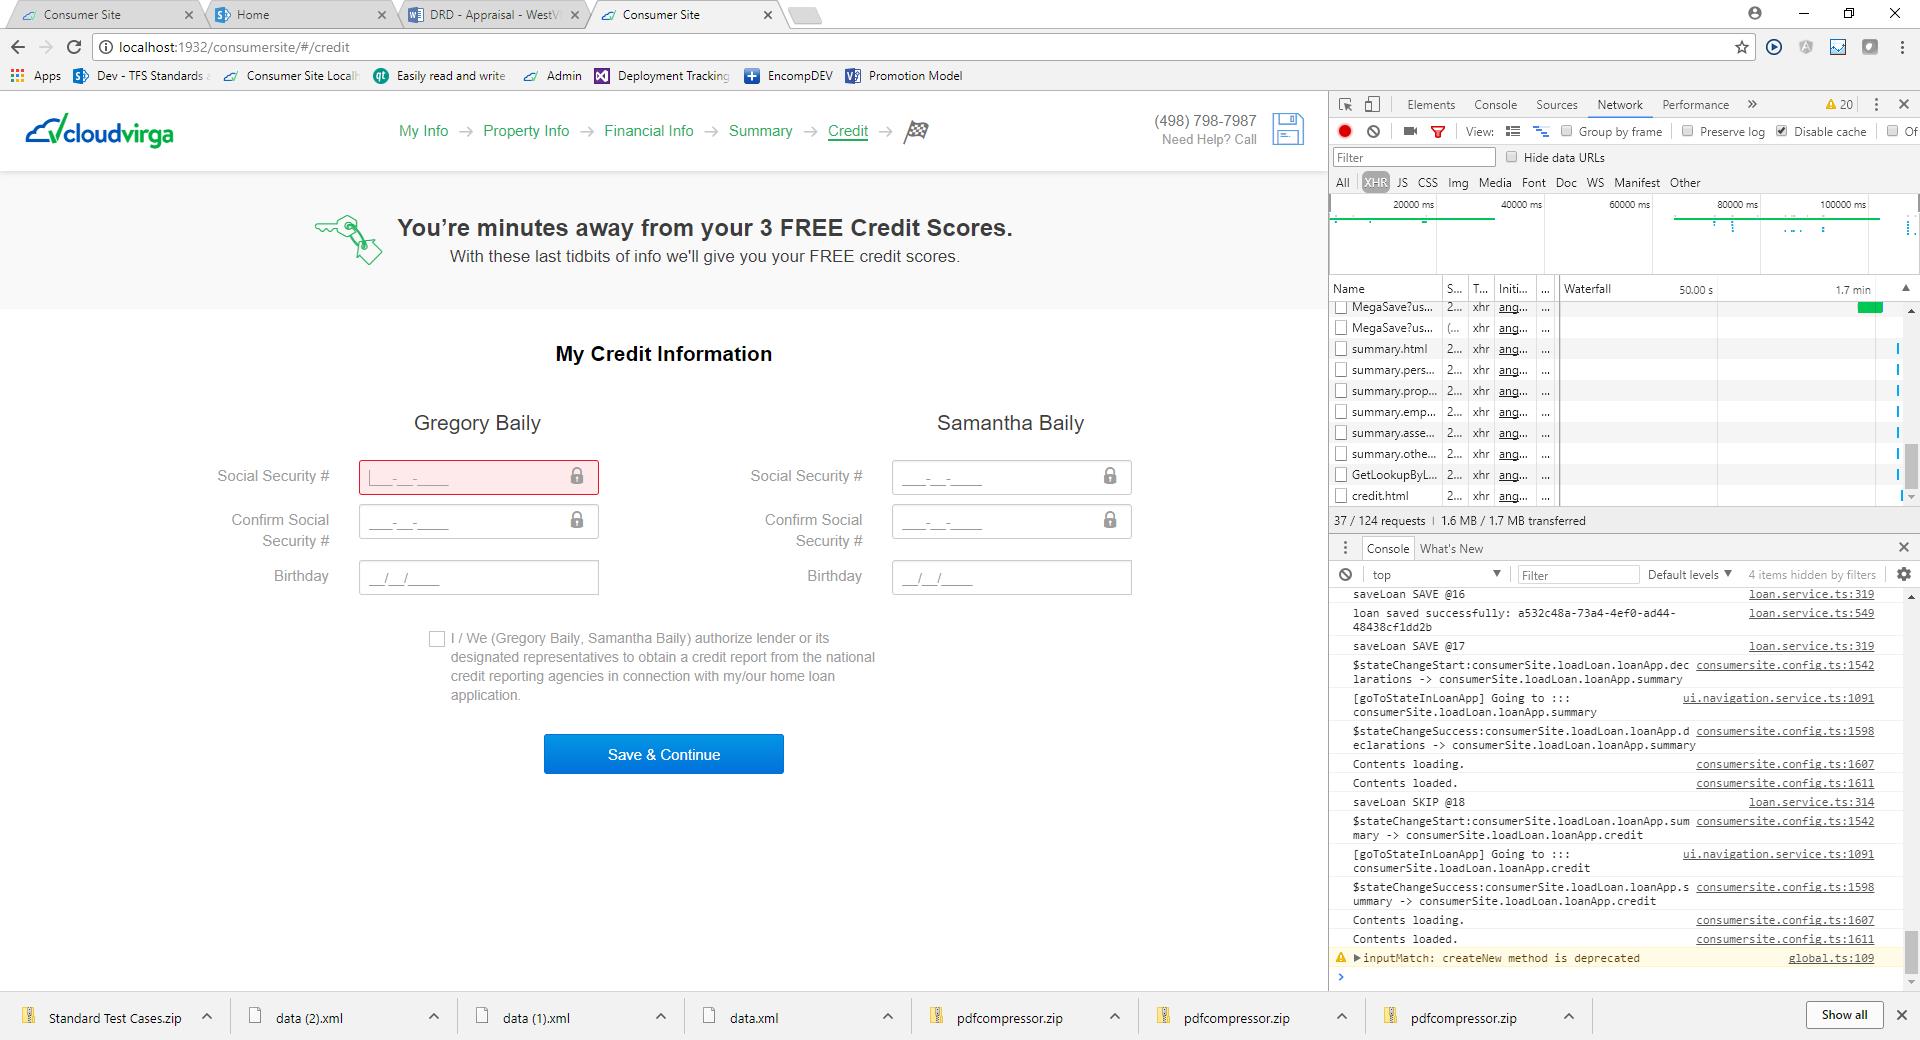 Consumer Site
Home
DRD - Appraisal - WestV
Consumer Site
localhost:1932/consumersite/#/credit
Apps
Dev - TFS Standards
Consumer Site Local
Easily read and write
Admin
Deployment Tracking
EncompDEV
Promotion Model
cloudvirga
My Info
Property Info
Financial Info
Summary
Credit
(498) 798-7987
Need Help? Call
You’re minutes away from your 3 FREE Credit Scores.
With these last tidbits of info we'll give you your FREE credit scores.
My Credit Information
Gregory Baily
Social Security #
___-__-____
Confirm Social
Security #
___-__-____
Birthday
__/__/____
Samantha Baily
Social Security #
___-__-____
Confirm Social
Security #
___-__-____
Birthday
__/__/____
I / We (Gregory Baily, Samantha Baily) authorize lender or its
designated representatives to obtain a credit report from the national
credit reporting agencies in connection with my/our home loan
application.
Save & Continue
Elements Console Sources Network Performance » 20
View: Group by frame Preserve log Disable cache Of
Filter Hide data URLs
All XHR JS CSS Img Media Font Doc WS Manifest Other
20000 ms 40000 ms 60000 ms 80000 ms 100000 ms
Name S... T... Initi... ... Waterfall 50.00 s 1.7 min
MegaSave?us... 2... xhr ang... ...
MegaSave?us... (... xhr ang... ...
summary.html 2... xhr ang... ...
summary.pers... 2... xhr ang... ...
summary.prop... 2... xhr ang... ...
summary.emp... 2... xhr ang... ...
summary.asse... 2... xhr ang... ...
summary.othe... 2... xhr ang... ...
GetLookupByL... 2... xhr ang... ...
credit.html 2... xhr ang... ...
37 / 124 requests | 1.6 MB / 1.7 MB transferred
Console What's New
top Filter Default levels 4 items hidden by filters
saveLoan SAVE @16 loan.service.ts:319
loan saved successfully: a532c48a-73a4-4ef0-ad44- loan.service.ts:549
48438cf1dd2b
saveLoan SAVE @17 loan.service.ts:319
$stateChangeStart:consumerSite.loadLoan.loanApp.dec consumersite.config.ts:1542
larations -> consumerSite.loadLoan.loanApp.summary
[goToStateInLoanApp] Going to ::: ui.navigation.service.ts:1091
consumerSite.loadLoan.loanApp.summary
$stateChangeSuccess:consumerSite.loadLoan.loanApp.d consumersite.config.ts:1598
eclarations -> consumerSite.loadLoan.loanApp.summary
Contents loading. consumersite.config.ts:1607
Contents loaded. consumersite.config.ts:1611
saveLoan SKIP @18 loan.service.ts:314
$stateChangeStart:consumerSite.loadLoan.loanApp.sum consumersite.config.ts:1542
mary -> consumerSite.loadLoan.loanApp.credit
[goToStateInLoanApp] Going to ::: ui.navigation.service.ts:1091
consumerSite.loadLoan.loanApp.credit
$stateChangeSuccess:consumerSite.loadLoan.loanApp.s consumersite.config.ts:1598
ummary -> consumerSite.loadLoan.loanApp.credit
Contents loading. consumersite.config.ts:1607
Contents loaded. consumersite.config.ts:1611
inputMatch: createNew method is deprecated global.ts:109
Standard Test Cases.zip
data (2).xml
data (1).xml
data.xml
pdfcompressor.zip
pdfcompressor.zip
pdfcompressor.zip
Show all